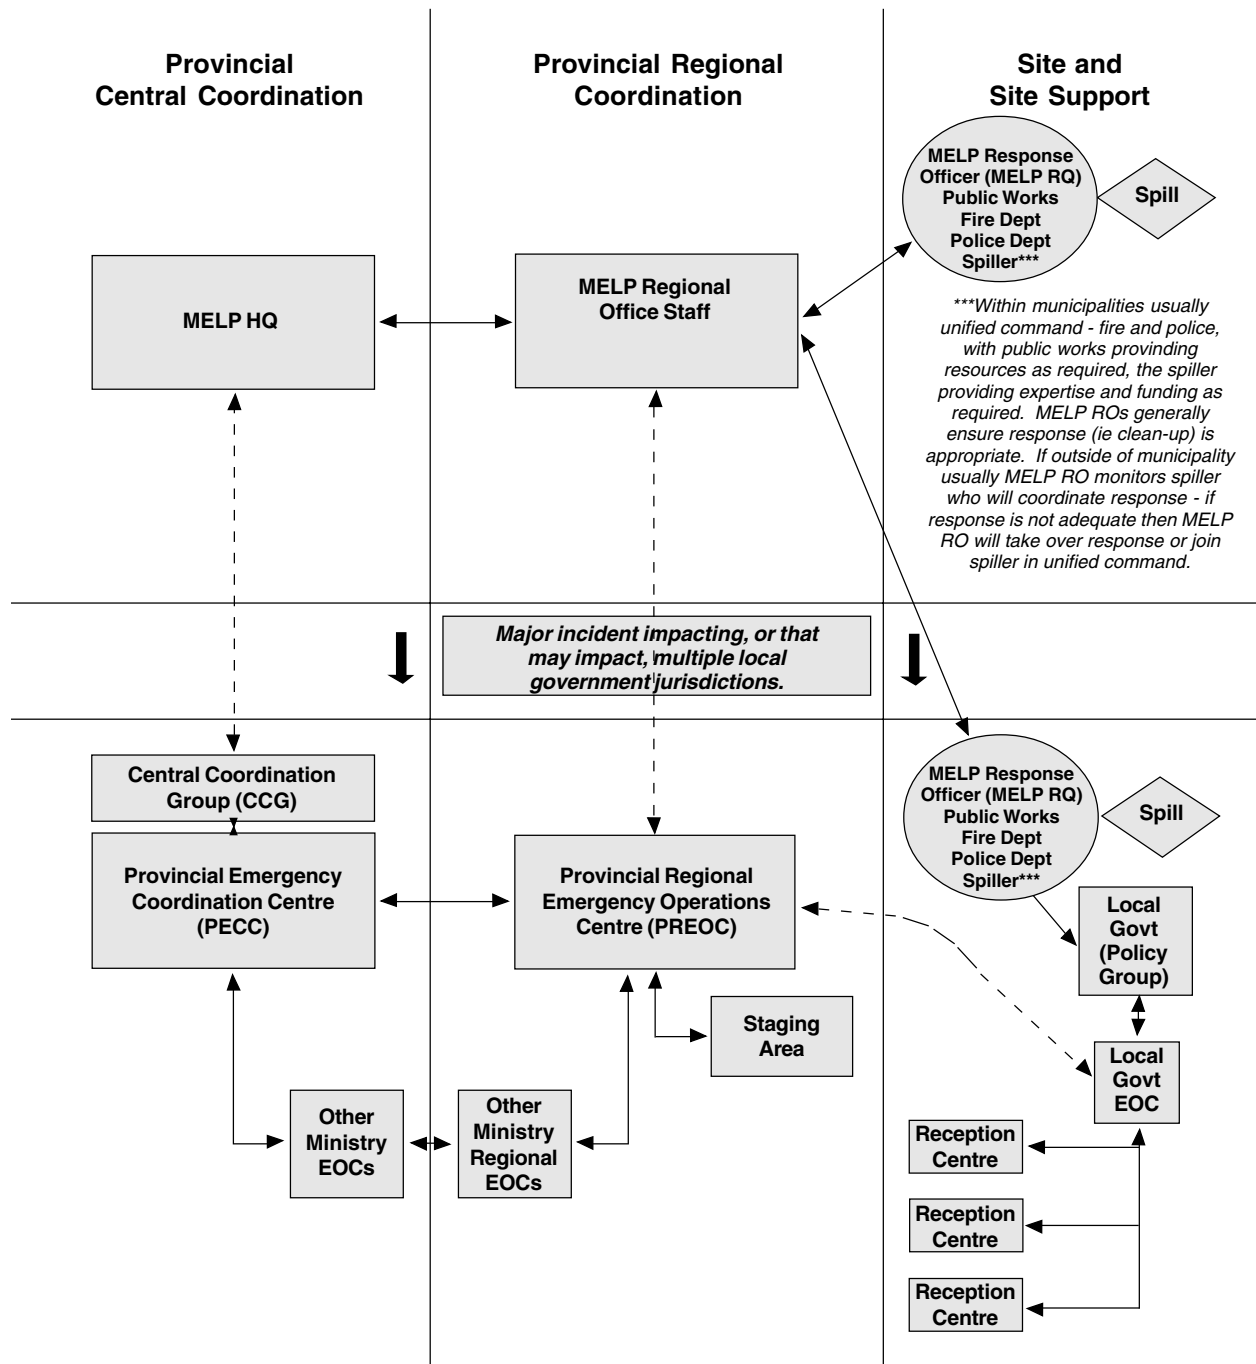 Provincial
Central Coordination
Provincial Regional
Coordination
Site and
Site Support
MELP Response
Officer (MELP RQ)
Public Works
Fire Dept
Police Dept
Spiller***
Spill
MELP HQ
MELP Regional
Office Staff
***Within municipalities usually
unified command - fire and police,
with public works provinding
resources as required, the spiller
providing expertise and funding as
required. MELP ROs generally
ensure response (ie clean-up) is
appropriate. If outside of municipality
usually MELP RO monitors spiller
who will coordinate response - if
response is not adequate then MELP
RO will take over response or join
spiller in unified command.
Major incident impacting, or that
may impact, multiple local
government jurisdictions.
Central Coordination
Group (CCG)
Provincial Emergency
Coordination Centre
(PECC)
Provincial Regional
Emergency Operations
Centre (PREOC)
MELP Response
Officer (MELP RQ)
Public Works
Fire Dept
Police Dept
Spiller***
Spill
Local
Govt
(Policy
Group)
Staging
Area
Local
Govt
EOC
Other
Ministry
EOCs
Other
Ministry
Regional
EOCs
Reception
Centre
Reception
Centre
Reception
Centre